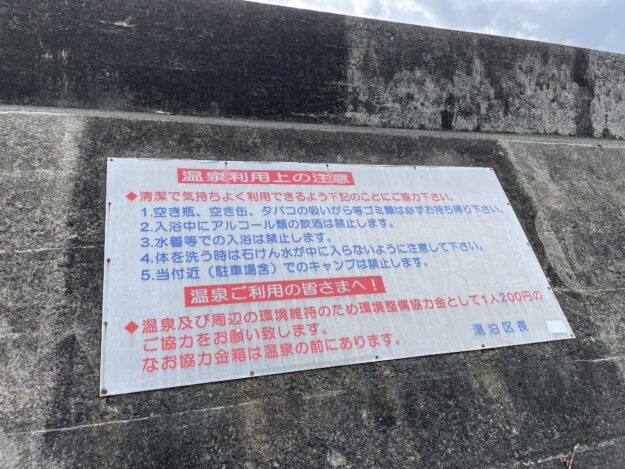 温泉利用上の注意
◆清潔で気持ちよく利用できるよう下記のことにご協力下さい。
1.空き瓶、空き缶、タバコの吸いがら等ゴミ類は必ずお持ち帰り下さい。
2.入浴中にアルコール類の飲酒は禁止します。
3.水着等での入浴は禁止します。
4.体を洗う時は石けん水が中に入らないように注意して下さい。
5.当付近（駐車場含）でのキャンプは禁止します。
温泉ご利用の皆さまへ！
◆温泉及び周辺の環境維持のため環境整備協力金として1人200円の
ご協力をお願い致します。
なお協力金箱は温泉の前にあります。
湯泊区長